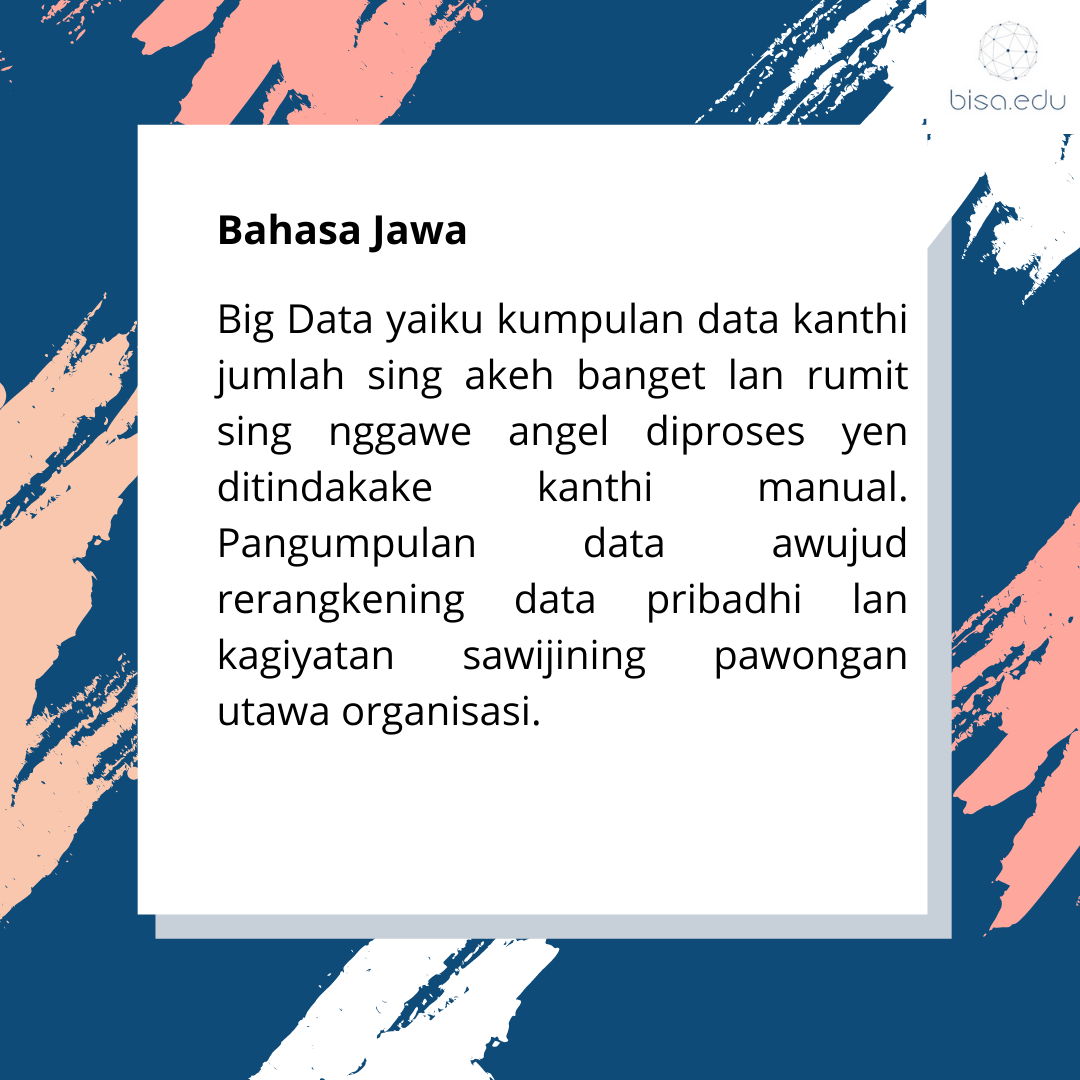 bisa.edu
Bahasa Jawa
Big Data yaiku kumpulan data kanthi
jumlah sing akeh banget lan rumit
sing nggawe angel diproses yen
ditindakake kanthi manual.
Pangumpulan data awujud
rerangkening data pribadhi lan
kagiyatan sawijining pawongan
utawa organisasi.